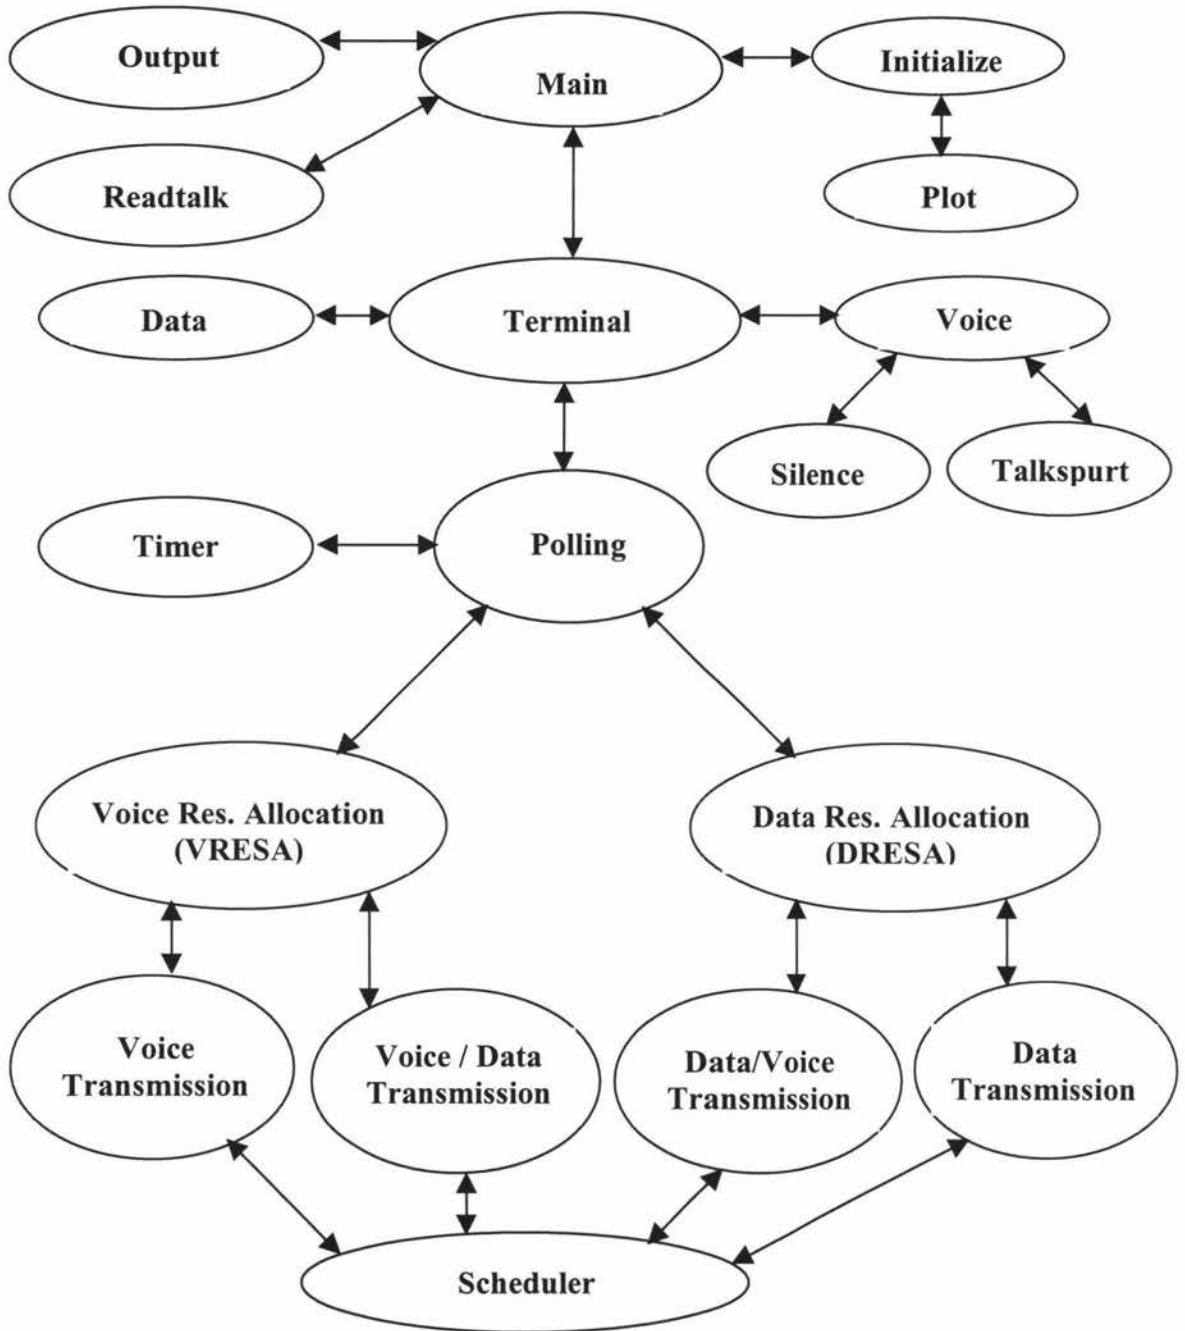 Output
Main
Initialize
Readtalk
Plot
Data
Terminal
Voice
Silence
Talkspurt
Timer
Polling
Voice Res. Allocation
(VRESA)
Data Res. Allocation
(DRESA)
Voice
Transmission
Voice / Data
Transmission
Data/Voice
Transmission
Data
Transmission
Scheduler